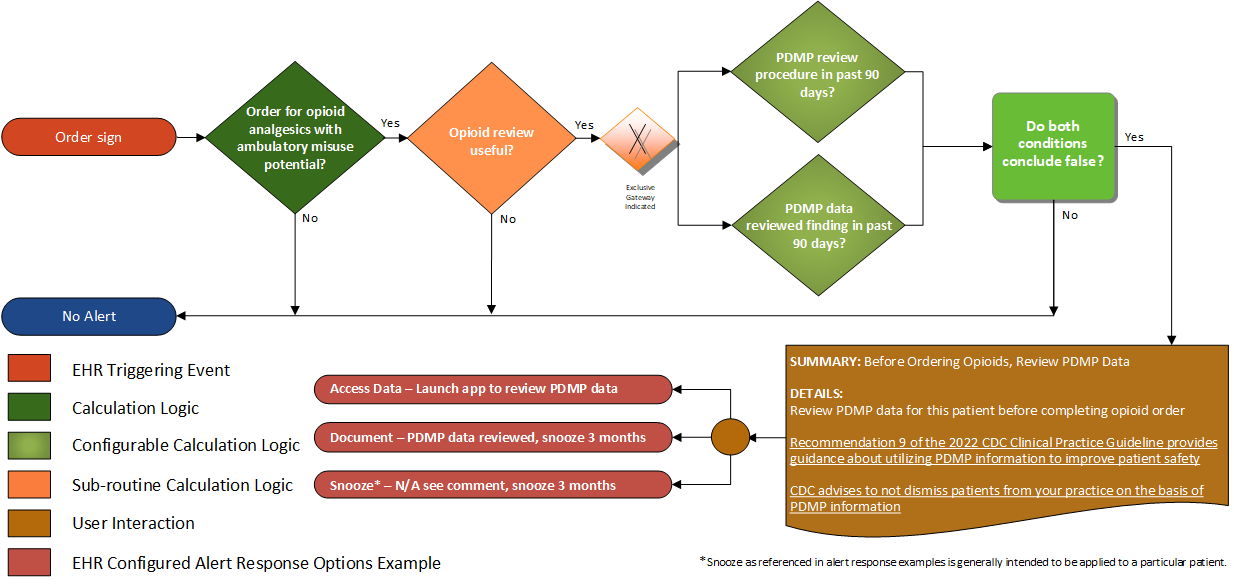 Order sign
Order for opioid
analgesics with
ambulatory misuse
potential?
Yes
No
Opioid review
useful?
Yes
No
Exclusive
Gateway
Indicated
PDMP review
procedure in past 90
days?
PDMP data
reviewed finding in past
90 days?
Do both
conditions
conclude false?
Yes
No
No Alert
EHR Triggering Event
Calculation Logic
Configurable Calculation Logic
Sub-routine Calculation Logic
User Interaction
EHR Configured Alert Response Options Example
Access Data – Launch app to review PDMP data
Document – PDMP data reviewed, snooze 3 months
Snooze* – N/A see comment, snooze 3 months
SUMMARY: Before Ordering Opioids, Review PDMP Data
DETAILS:
Review PDMP data for this patient before completing opioid order
Recommendation 9 of the 2022 CDC Clinical Practice Guideline provides
guidance about utilizing PDMP information to improve patient safety
CDC advises to not dismiss patients from your practice on the basis of
PDMP information
*Snooze as referenced in alert response examples is generally intended to be applied to a particular patient.